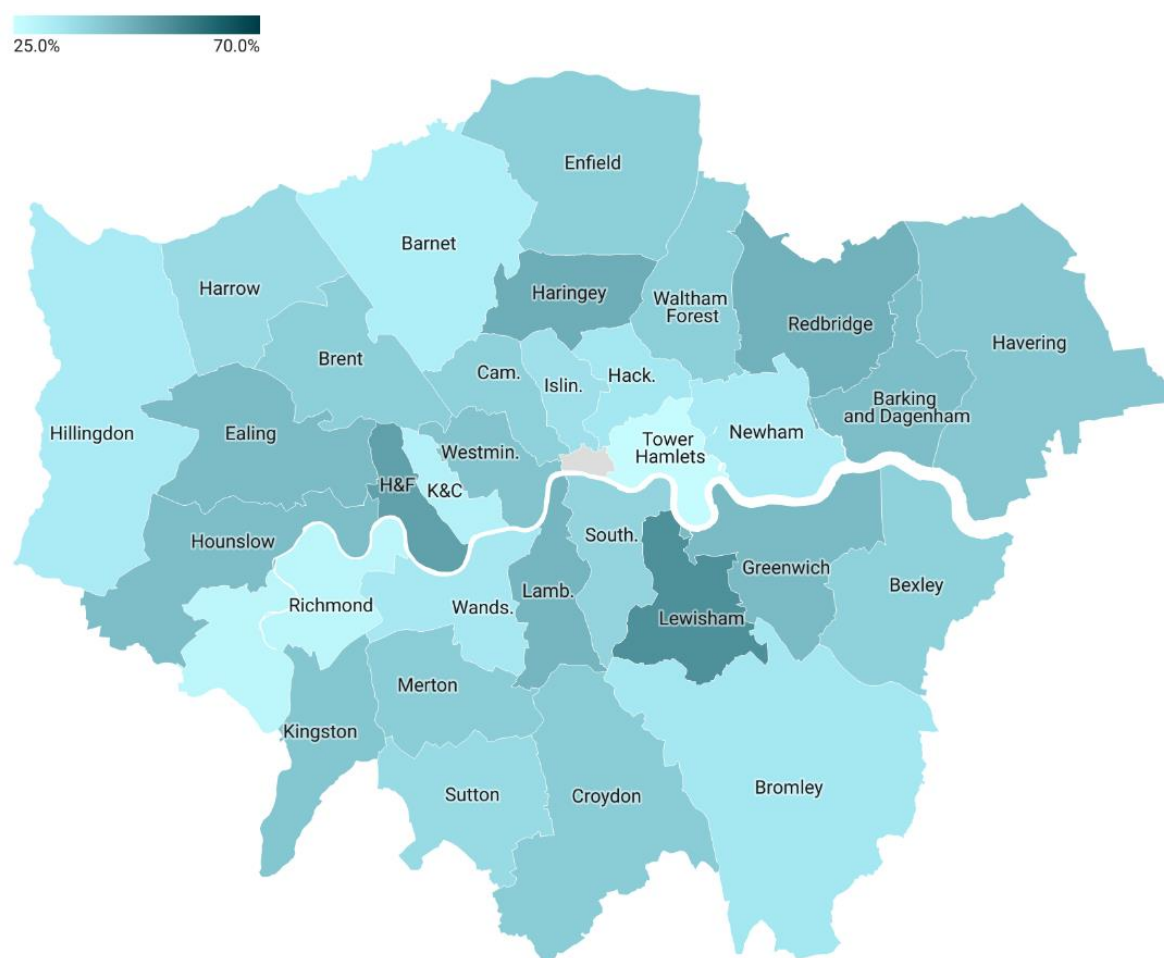 25.0% 70.0%
Enfield
Barnet
Harrow
Haringey
Waltham
Forest
Redbridge
Havering
Brent
Cam.
Islin.
Hack.
Barking
and Dagenham
Hillingdon
Ealing
Westmin.
Tower
Hamlets
Newham
H&F
K&C
Hounslow
South.
Greenwich
Bexley
Richmond
Wands.
Lamb.
Lewisham
Merton
Kingston
Sutton
Croydon
Bromley